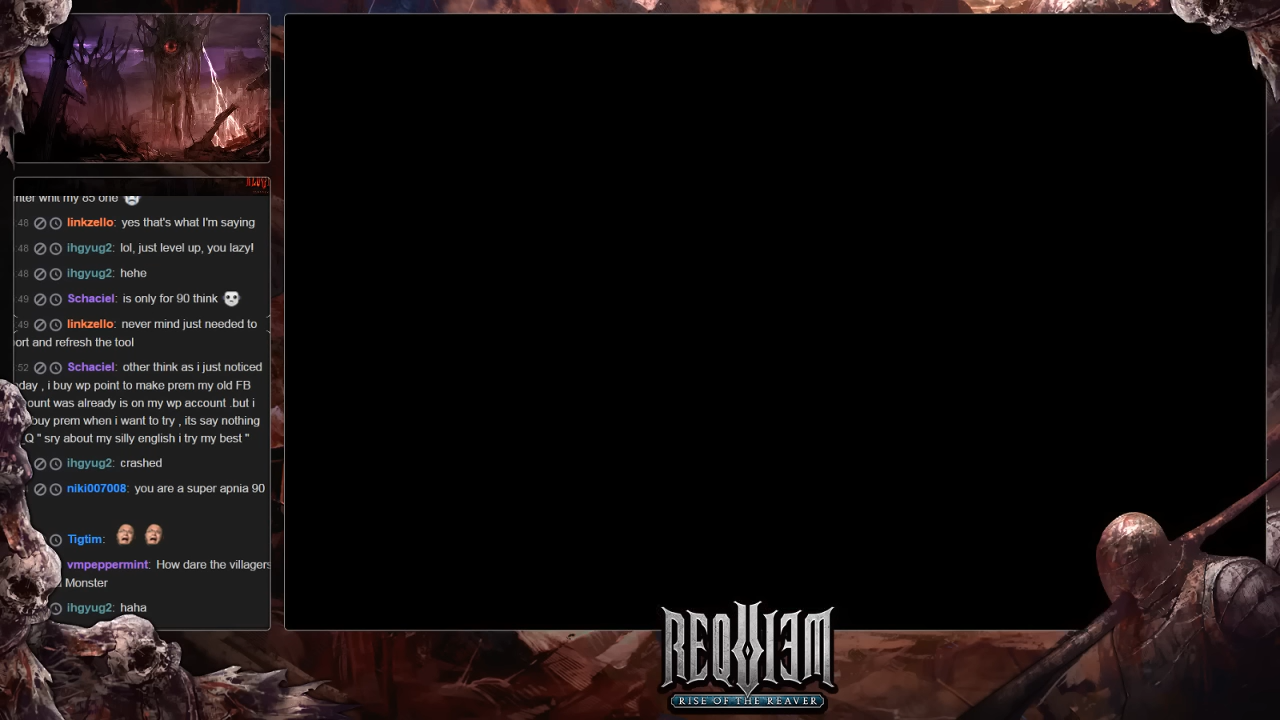 my 85 one
48 linkzello: yes that's what I'm saying
48 ihgyug2: lol, just level up, you lazy!
48 ihgyug2: hehe
49 Schaciel: is only for 90 think
49 linkzello: never mind just needed to
ort and refresh the tool
52 Schaciel: other think as i just noticed
day , i buy wp point to make prem my old FB
ount was already is on my wp account .but i
buy prem when i want to try , its say nothing
Q " sry about my silly english i try my best "
ihgyug2: crashed
niki007008: you are a super apnia 90
Tigtim:
vmpeppermint: How dare the villagers
Monster
ihgyug2: haha
REQUIEM
RISE OF THE REAVER